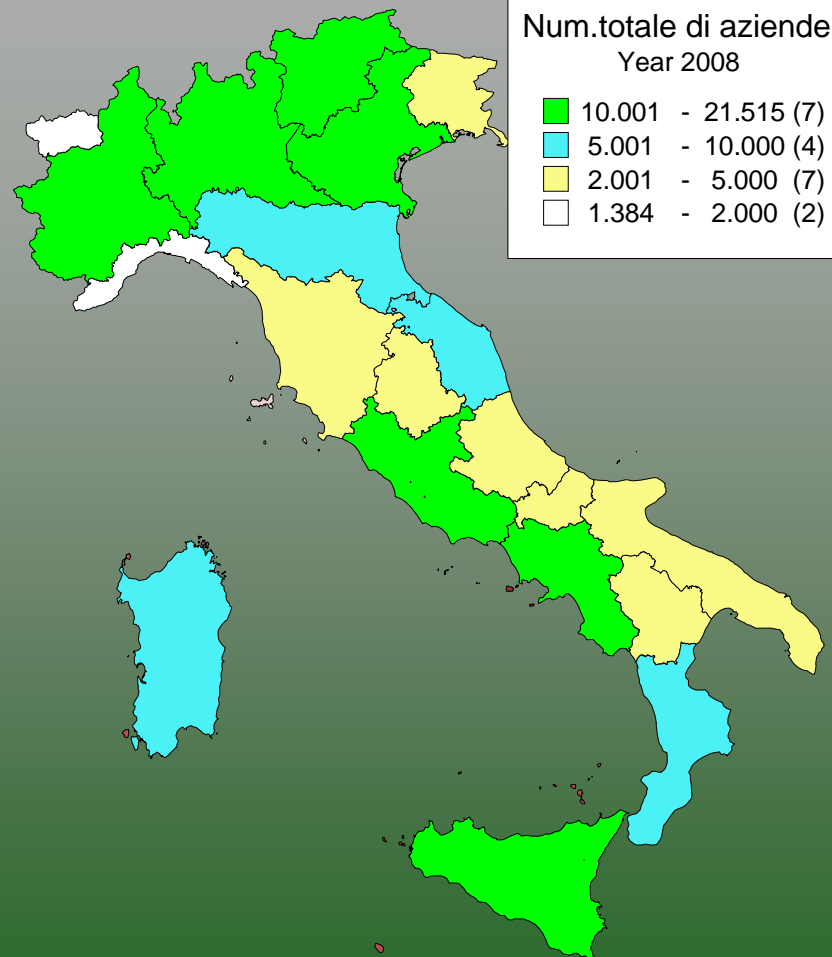 Num.totale di aziende
Year 2008
10.001 - 21.515 (7)
5.001 - 10.000 (4)
2.001 - 5.000 (7)
1.384 - 2.000 (2)